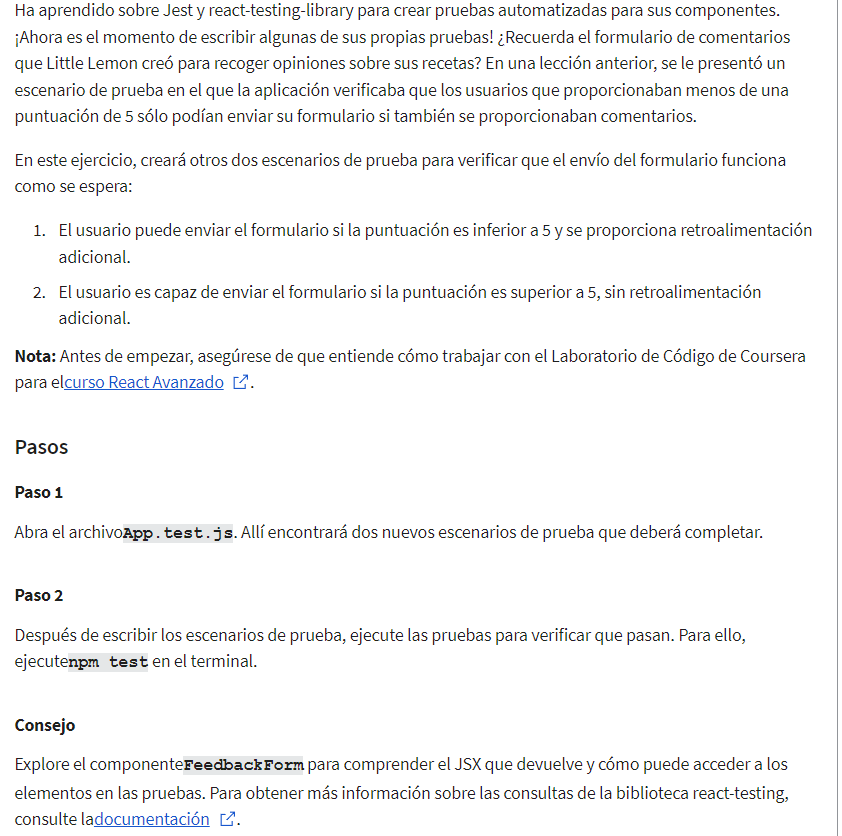 Ha aprendido sobre Jest y react-testing-library para crear pruebas automatizadas para sus componentes.
¡Ahora es el momento de escribir algunas de sus propias pruebas! ¿Recuerda el formulario de comentarios
que Little Lemon creó para recoger opiniones sobre sus recetas? En una lección anterior, se le presentó un
escenario de prueba en el que la aplicación verificaba que los usuarios que proporcionaban menos de una
puntuación de 5 sólo podían enviar su formulario si también se proporcionaban comentarios.
En este ejercicio, creará otros dos escenarios de prueba para verificar que el envío del formulario funciona
como se espera:
1. El usuario puede enviar el formulario si la puntuación es inferior a 5 y se proporciona retroalimentación
adicional.
2. El usuario es capaz de enviar el formulario si la puntuación es superior a 5, sin retroalimentación
adicional.
Nota: Antes de empezar, asegúrese de que entiende cómo trabajar con el Laboratorio de Código de Coursera
para elcurso React Avanzado.
Pasos
Paso 1
Abra el archivoApp.test.js. Allí encontrará dos nuevos escenarios de prueba que deberá completar.
Paso 2
Después de escribir los escenarios de prueba, ejecute las pruebas para verificar que pasan. Para ello,
ejecutenpm test en el terminal.
Consejo
Explore el componenteFeedbackForm para comprender el JSX que devuelve y cómo puede acceder a los
elementos en las pruebas. Para obtener más información sobre las consultas de la biblioteca react-testing,
consulte ladocumentación.